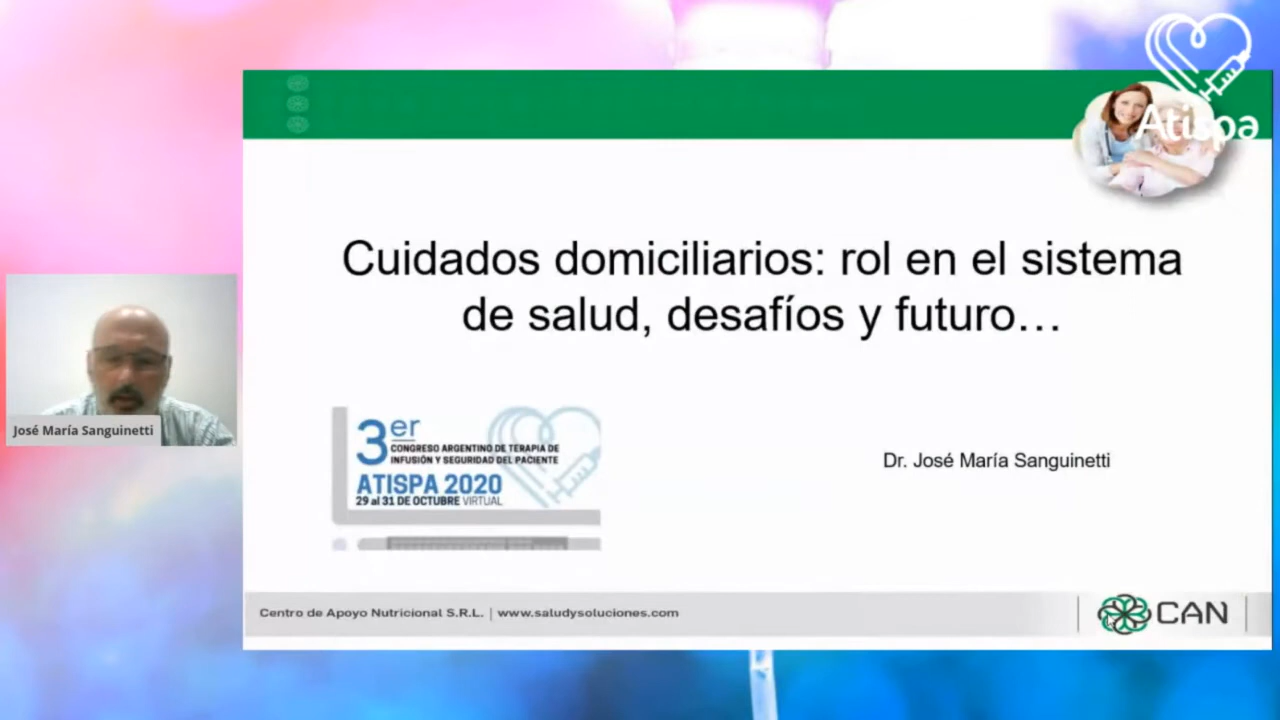 Atispa
Cuidados domiciliarios: rol en el sistema
de salud, desafíos y futuro…
José María Sanguinetti
3er
CONGRESO ARGENTINO DE TERAPIA DE
INFUSIÓN Y SEGURIDAD DEL PACIENTE
ATISPA 2020
29 al 31 DE OCTUBRE VIRTUAL
Dr. José María Sanguinetti
Centro de Apoyo Nutricional S.R.L. | www.saludysoluciones.com
CAN